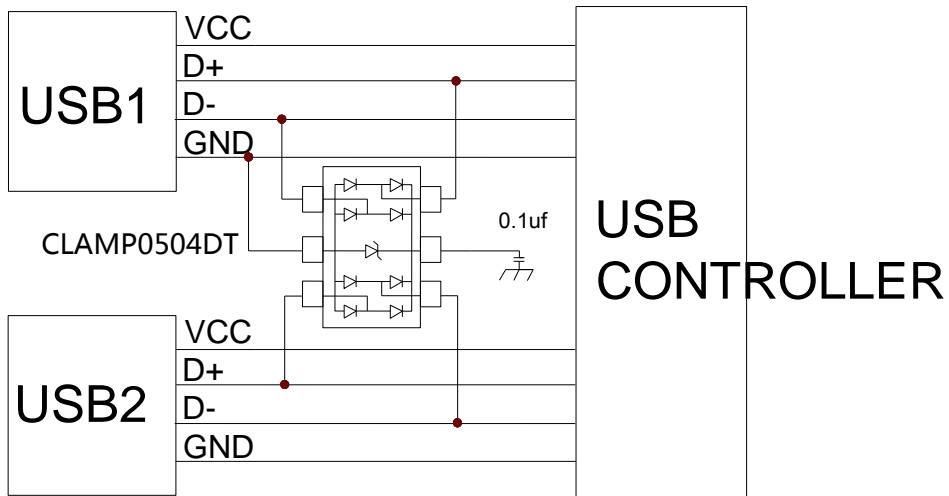 VCC
D+
USB1
D-
GND
CLAMP0504DT
0.1uf
USB
CONTROLLER
VCC
D+
USB2
D-
GND